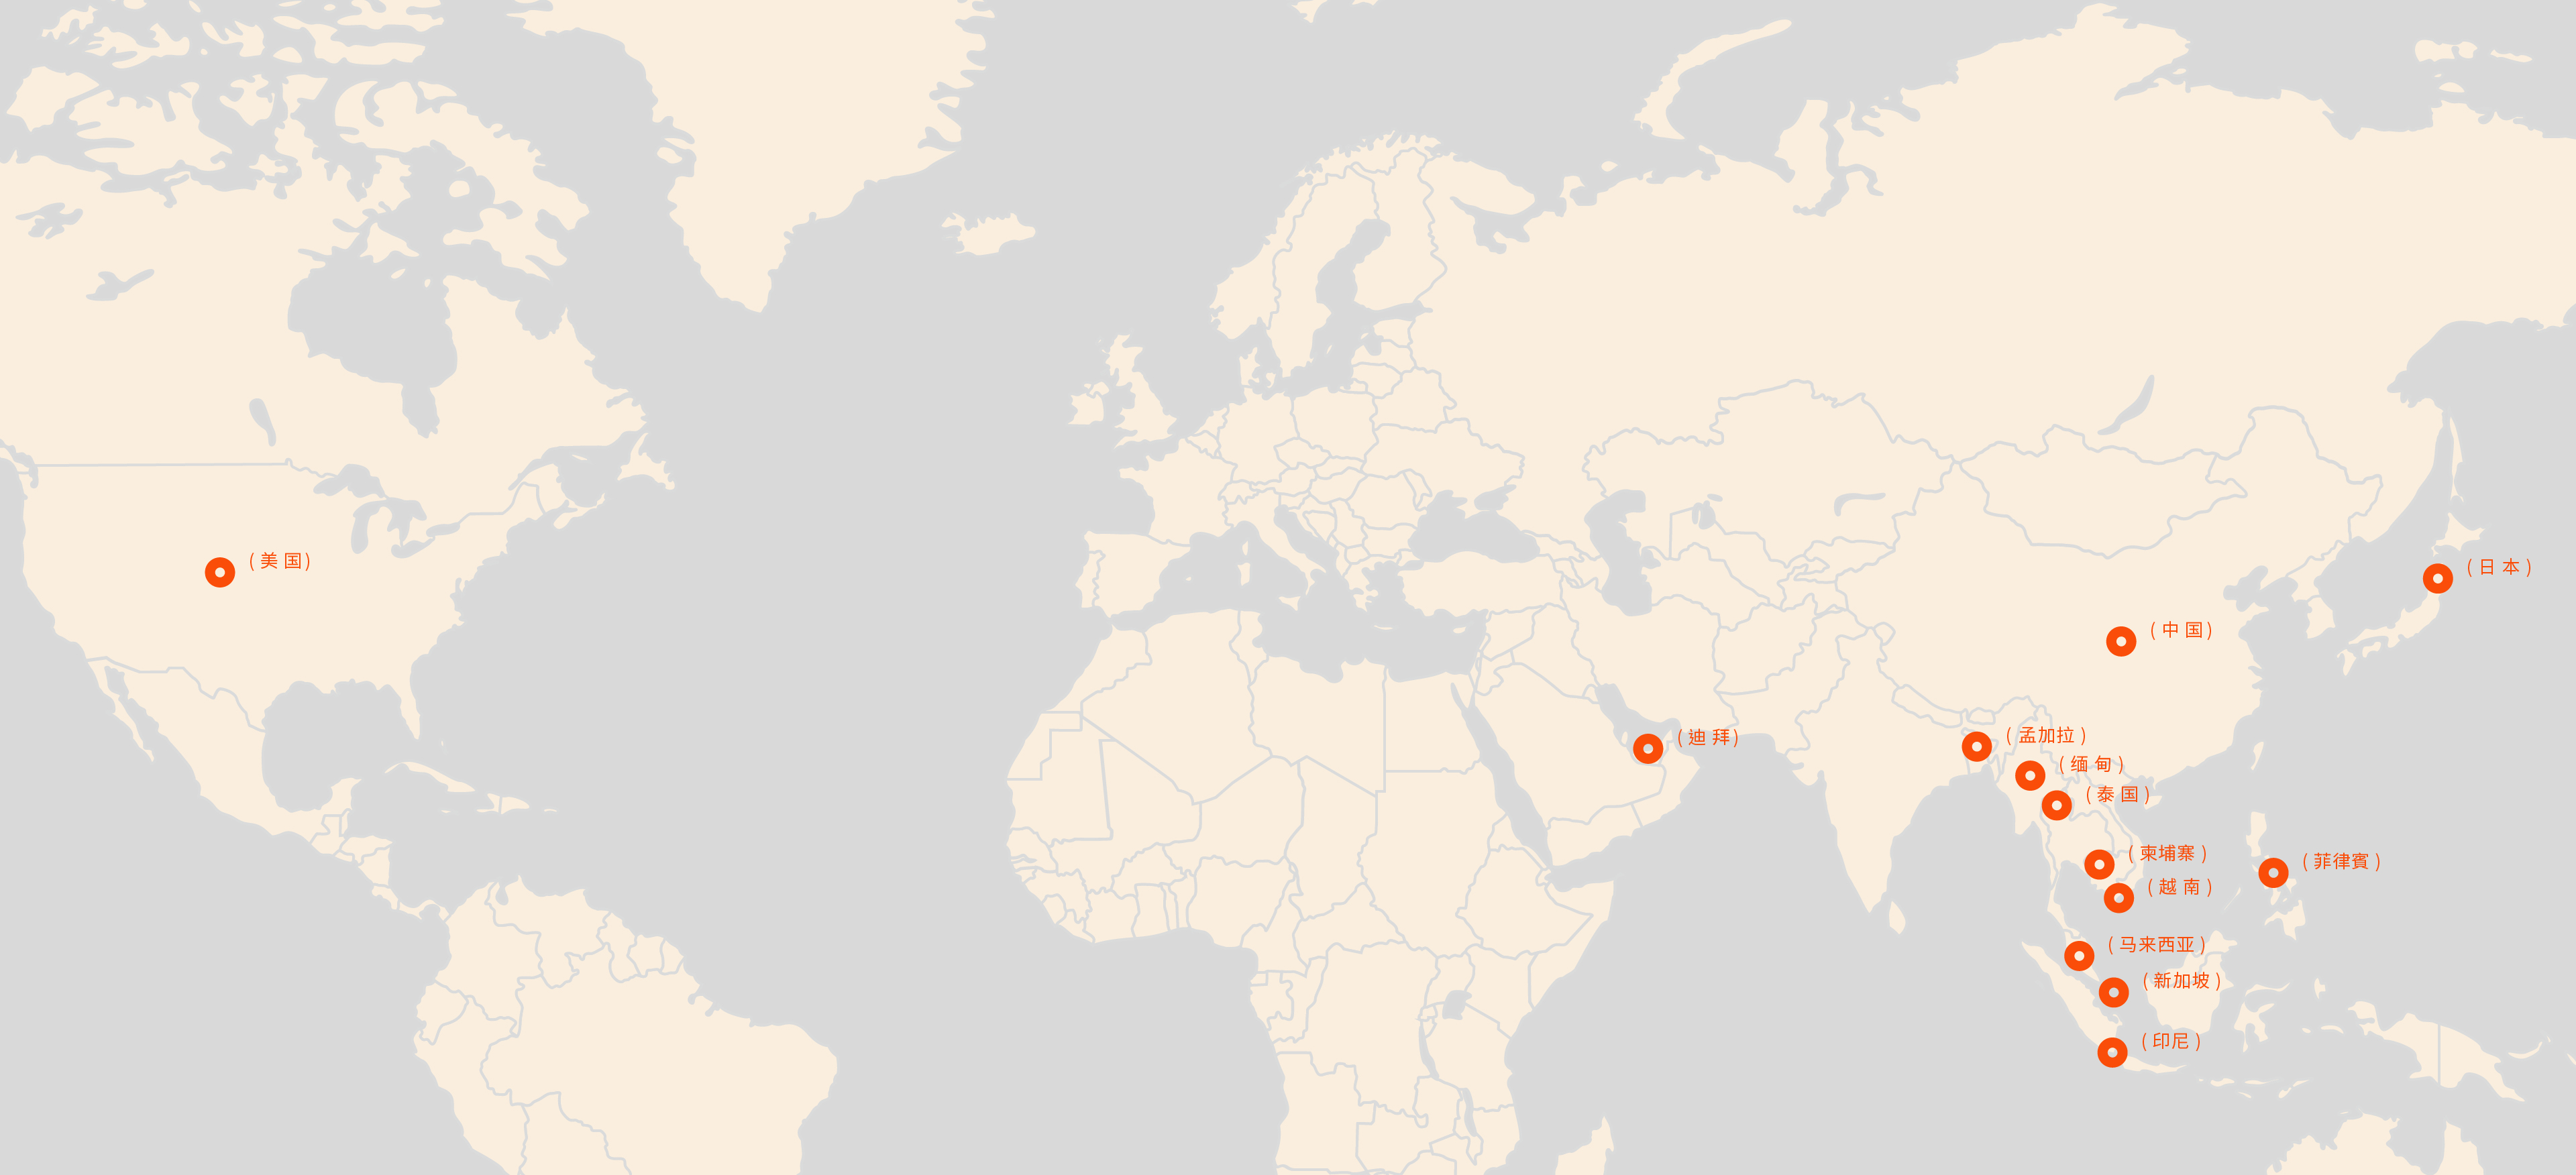 (美国)
(日本)
(中国)
(孟加拉)
(迪拜)
(缅甸)
(泰国)
(柬埔寨)
(菲律賓)
(越南)
(马来西亚)
(新加坡)
(印尼)